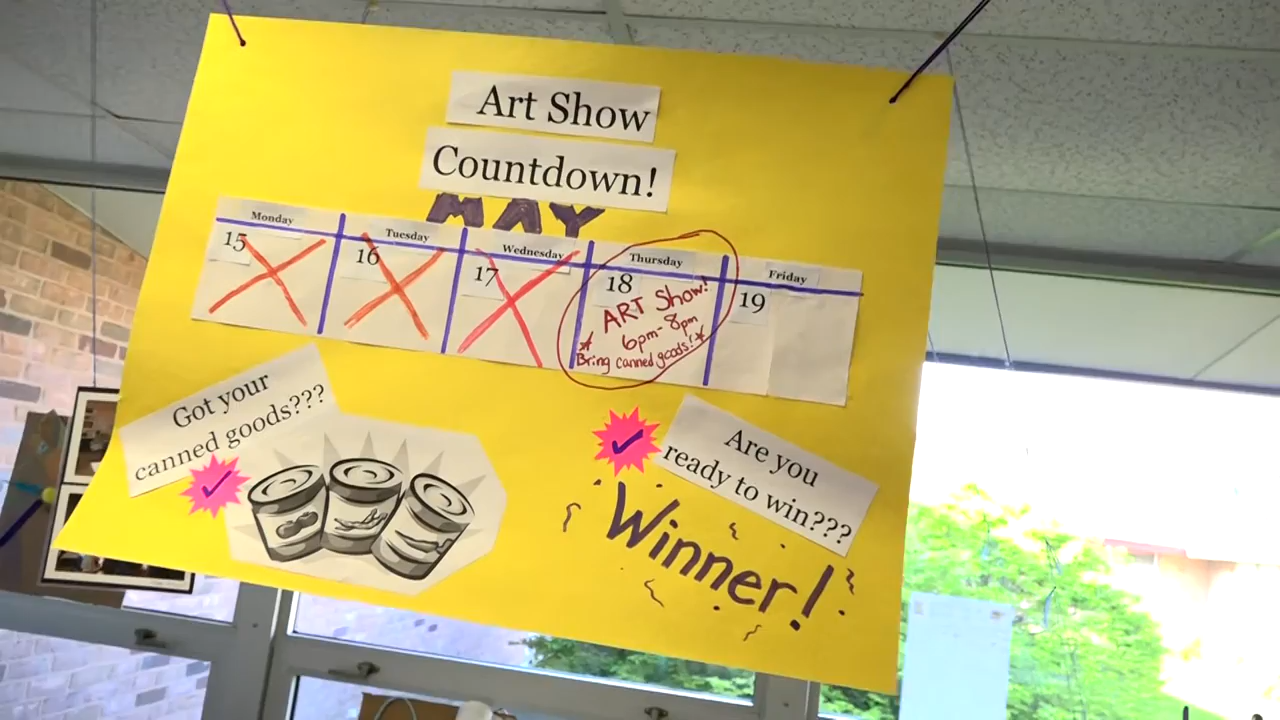 Art Show
Countdown!
MAY
Monday Tuesday Wednesday Thursday Friday
15 16 17 18 19
ART Show!
6pm-8pm
Bring canned goods!
Got your
canned goods???
Are you
ready to win???
Winner!